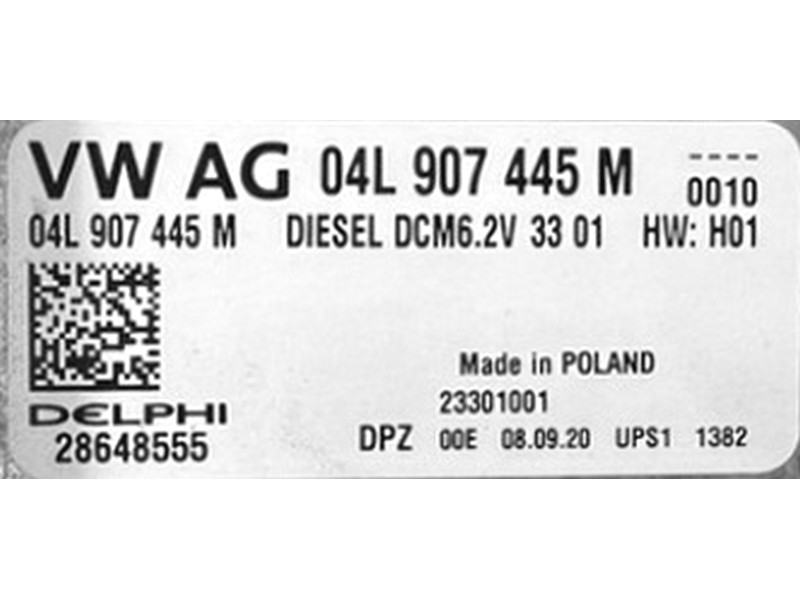 VW AG 04L 907 445 M ----
0010
04L 907 445 M DIESEL DCM6.2V 33 01 HW: H01
Made in POLAND
23301001
DELPHI
28648555
DPZ 00E 08.09.20 UPS1 1382